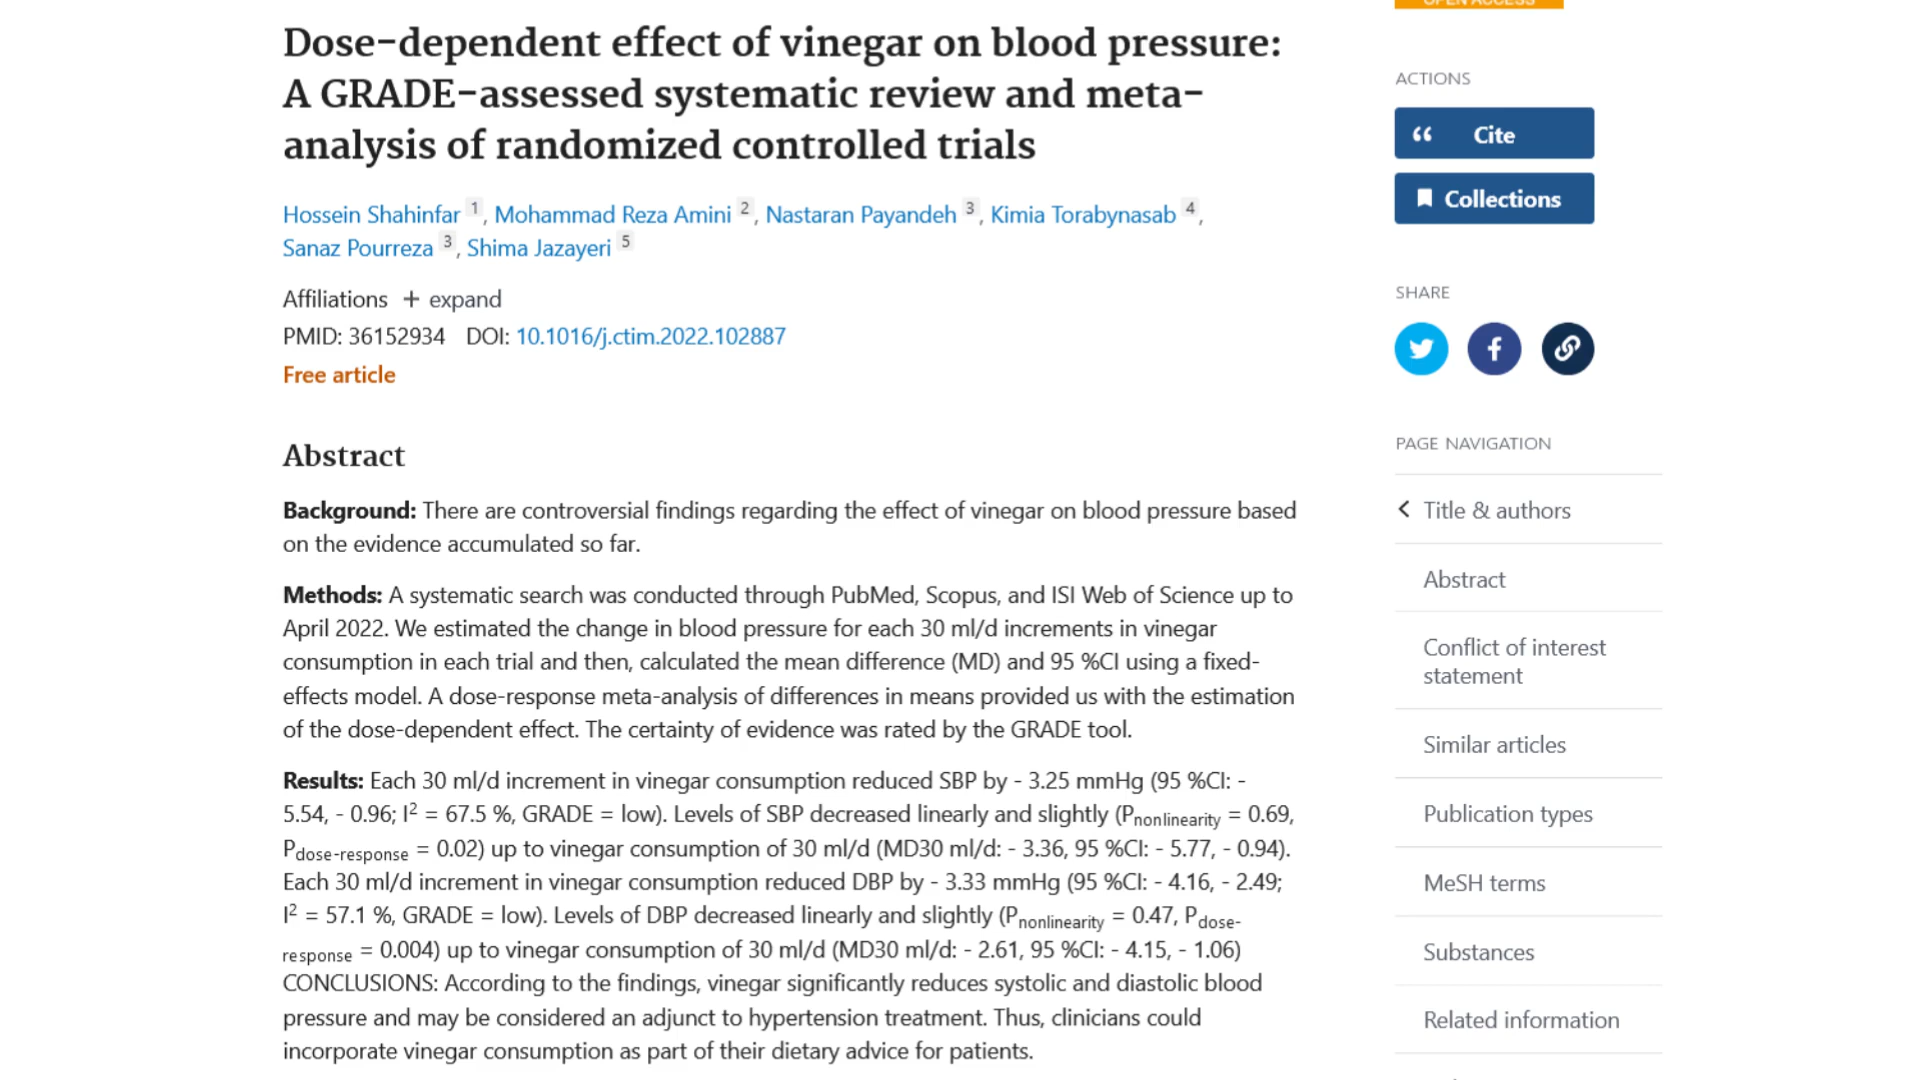 OPEN ACCESS
Dose-dependent effect of vinegar on blood pressure:
A GRADE-assessed systematic review and meta-
analysis of randomized controlled trials
Hossein Shahinfar 1, Mohammad Reza Amini 2, Nastaran Payandeh 3, Kimia Torabynasab 4,
Sanaz Pourreza 3, Shima Jazayeri 5
Affiliations + expand
PMID: 36152934 DOI: 10.1016/j.ctim.2022.102887
Free article
Abstract
Background: There are controversial findings regarding the effect of vinegar on blood pressure based
on the evidence accumulated so far.
Methods: A systematic search was conducted through PubMed, Scopus, and ISI Web of Science up to
April 2022. We estimated the change in blood pressure for each 30 ml/d increments in vinegar
consumption in each trial and then, calculated the mean difference (MD) and 95 %CI using a fixed-
effects model. A dose-response meta-analysis of differences in means provided us with the estimation
of the dose-dependent effect. The certainty of evidence was rated by the GRADE tool.
Results: Each 30 ml/d increment in vinegar consumption reduced SBP by - 3.25 mmHg (95 %CI: -
5.54, - 0.96; I2 = 67.5 %, GRADE = low). Levels of SBP decreased linearly and slightly (Pnonlinearity = 0.69,
Pdose-response = 0.02) up to vinegar consumption of 30 ml/d (MD30 ml/d: - 3.36, 95 %CI: - 5.77, - 0.94).
Each 30 ml/d increment in vinegar consumption reduced DBP by - 3.33 mmHg (95 %CI: - 4.16, - 2.49;
I2 = 57.1 %, GRADE = low). Levels of DBP decreased linearly and slightly (Pnonlinearity = 0.47, Pdose-
response = 0.004) up to vinegar consumption of 30 ml/d (MD30 ml/d: - 2.61, 95 %CI: - 4.15, - 1.06)
CONCLUSIONS: According to the findings, vinegar significantly reduces systolic and diastolic blood
pressure and may be considered an adjunct to hypertension treatment. Thus, clinicians could
incorporate vinegar consumption as part of their dietary advice for patients.
ACTIONS
Cite
Collections
SHARE
PAGE NAVIGATION
Title & authors
Abstract
Conflict of interest
statement
Similar articles
Publication types
MeSH terms
Substances
Related information